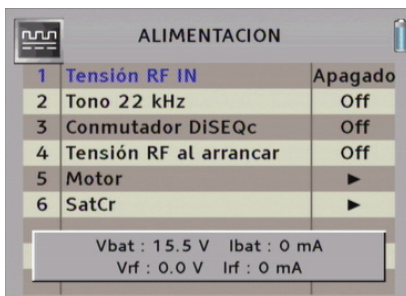 ALIMENTACION
1 Tensión RF IN Apagado
2 Tono 22 kHz Off
3 Conmutador DiSEQc Off
4 Tensión RF al arrancar Off
5 Motor ►
6 SatCr ►
Vbat : 15.5 V Ibat : 0 mA
Vrf : 0.0 V Irf : 0 mA